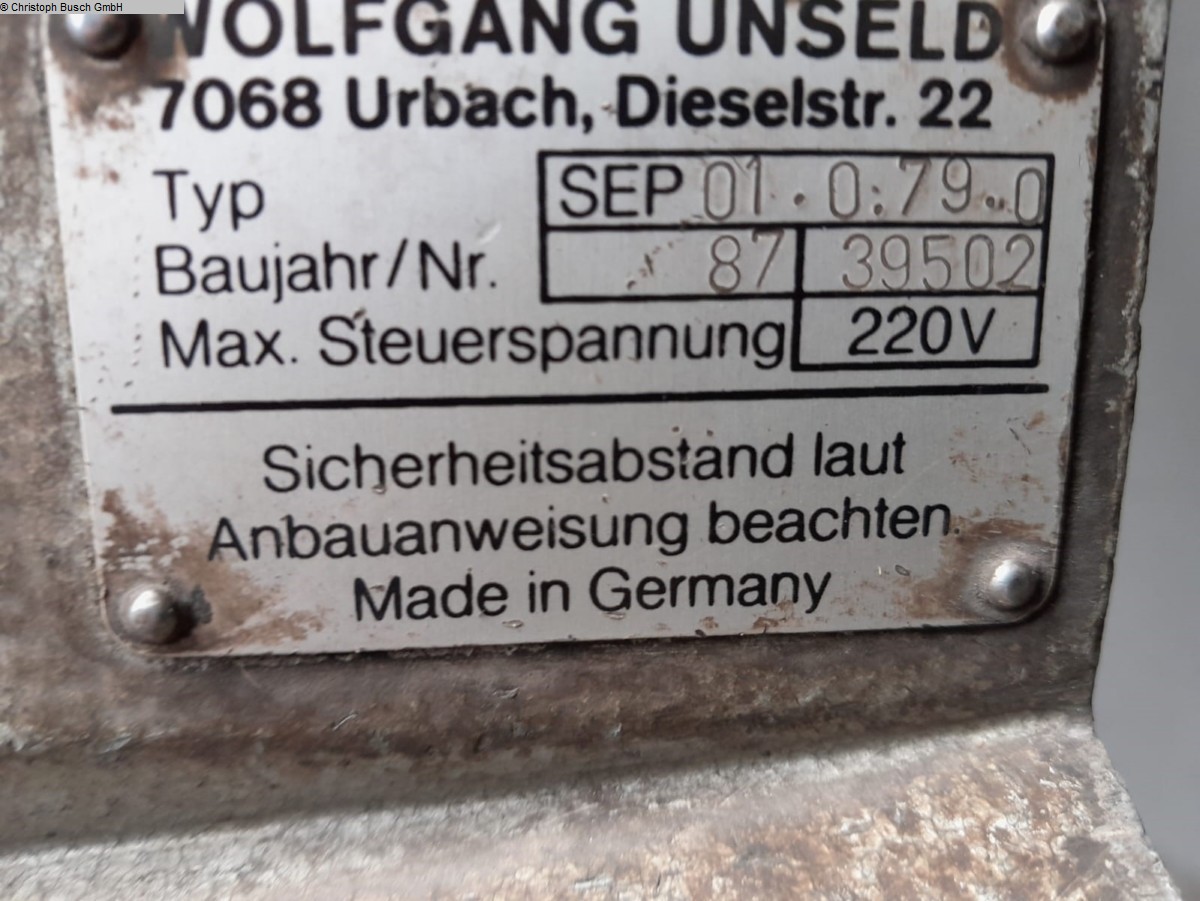 © Christoph Busch GmbH
WOLFGANG UNSELD
7068 Urbach, Dieselstr. 22
Typ SEP 01.0:79.0
Baujahr/Nr. 87 39502
Max. Steuerspannung 220V
Sicherheitsabstand laut
Anbauanweisung beachten.
Made in Germany